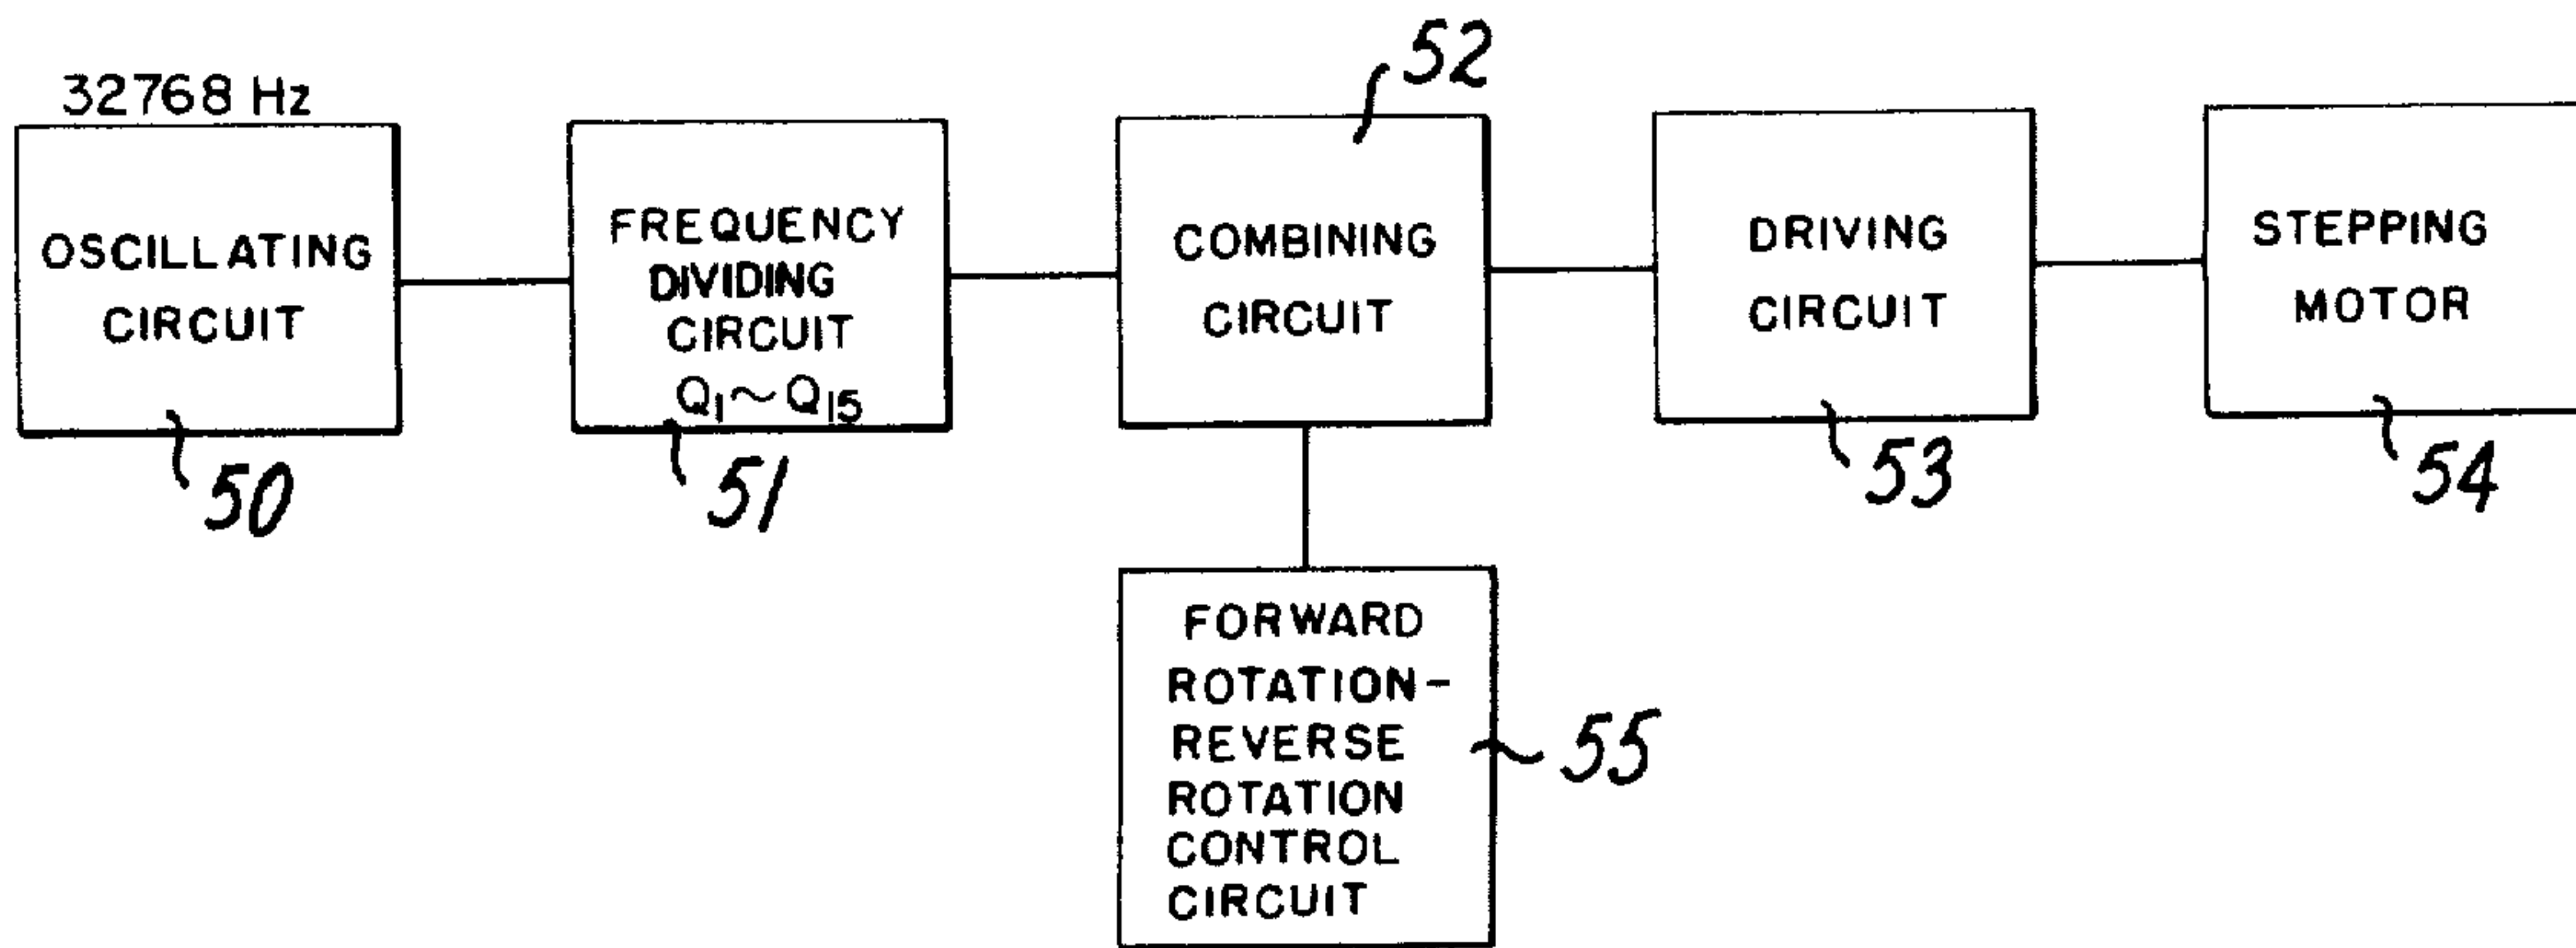 32768 Hz
OSCILLATING
CIRCUIT
50
FREQUENCY
DIVIDING
CIRCUIT
Q1~Q15
51
52
COMBINING
CIRCUIT
DRIVING
CIRCUIT
53
STEPPING
MOTOR
54
FORWARD
ROTATION-
REVERSE
ROTATION
CONTROL
CIRCUIT
55